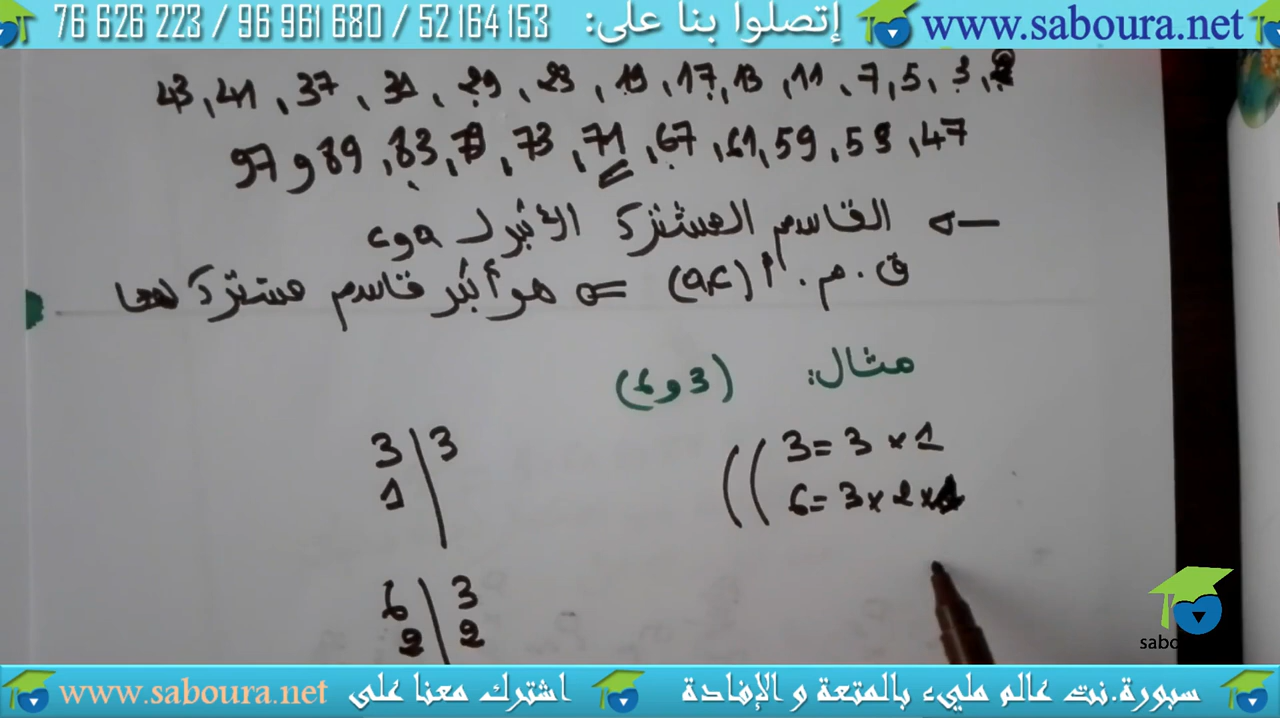 www.saboura.net إتصلوا بنا على: 76 626 223 / 96 961 680 / 52 164 153
2, 3, 5, 7, 11, 13, 17, 19, 23, 29, 31, 37, 41, 43
47, 53, 59, 61, 67, 71, 73, 79, 83, 89 و 97
القاسم المشترك الأكبر لـ a و c
ق.م.أ (a,c) = هو أكبر قاسم مشترك لهما
مثال: (3 و 6)
3 = 3 × 1
6 = 3 × 2 × 1
3 | 3
1 |
6 | 3
2 | 2
sabo
سبورة.نت عالم مليء بالمتعة و الإفادة اشترك معنا على www.saboura.net